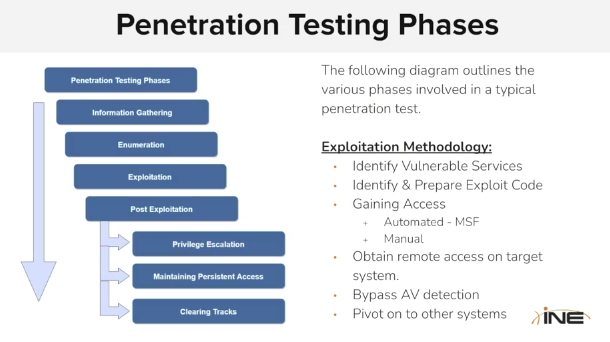 Penetration Testing Phases
Penetration Testing Phases
Information Gathering
Enumeration
Exploitation
Post Exploitation
Privilege Escalation
Maintaining Persistent Access
Clearing Tracks
The following diagram outlines the
various phases involved in a typical
penetration test.
Exploitation Methodology:
• Identify Vulnerable Services
• Identify & Prepare Exploit Code
• Gaining Access
+ Automated - MSF
+ Manual
• Obtain remote access on target
system.
• Bypass AV detection
• Pivot on to other systems
INE